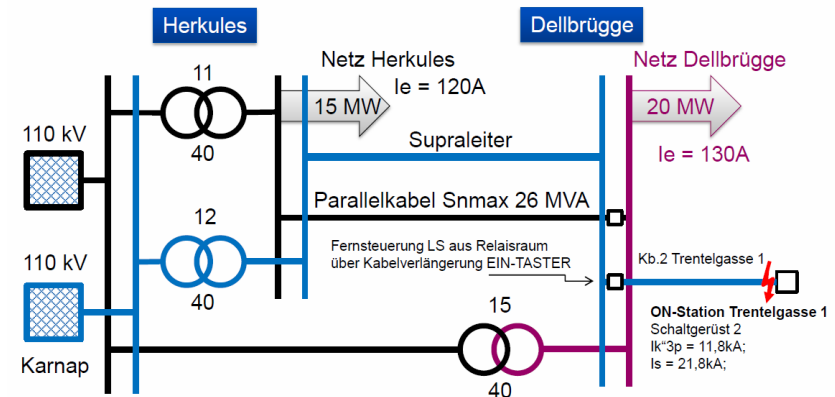 Herkules
Dellbrügge
Netz Herkules
Ie = 120A
15 MW
Netz Dellbrügge
20 MW
Ie = 130A
11
40
110 kV
Supraleiter
Parallelkabel Snmax 26 MVA
12
40
Fernsteuerung LS aus Relaisraum
über Kabelverlängerung EIN-TASTER
Kb.2 Trentelgasse 1
110 kV
Karnap
15
40
ON-Station Trentelgasse 1
Schaltgerüst 2
Ik“3p = 11,8kA;
Is = 21,8kA;